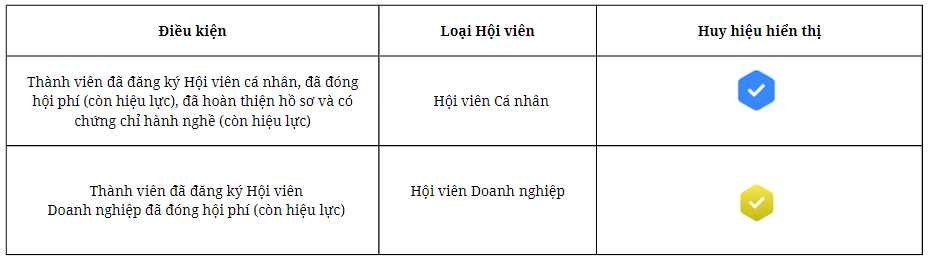 Điều kiện
Loại Hội viên
Huy hiệu hiển thị
Thành viên đã đăng ký Hội viên cá nhân, đã đóng
hội phí (còn hiệu lực), đã hoàn thiện hồ sơ và có
chứng chỉ hành nghề (còn hiệu lực)
Hội viên Cá nhân
Thành viên đã đăng ký Hội viên
Doanh nghiệp đã đóng hội phí (còn hiệu lực)
Hội viên Doanh nghiệp